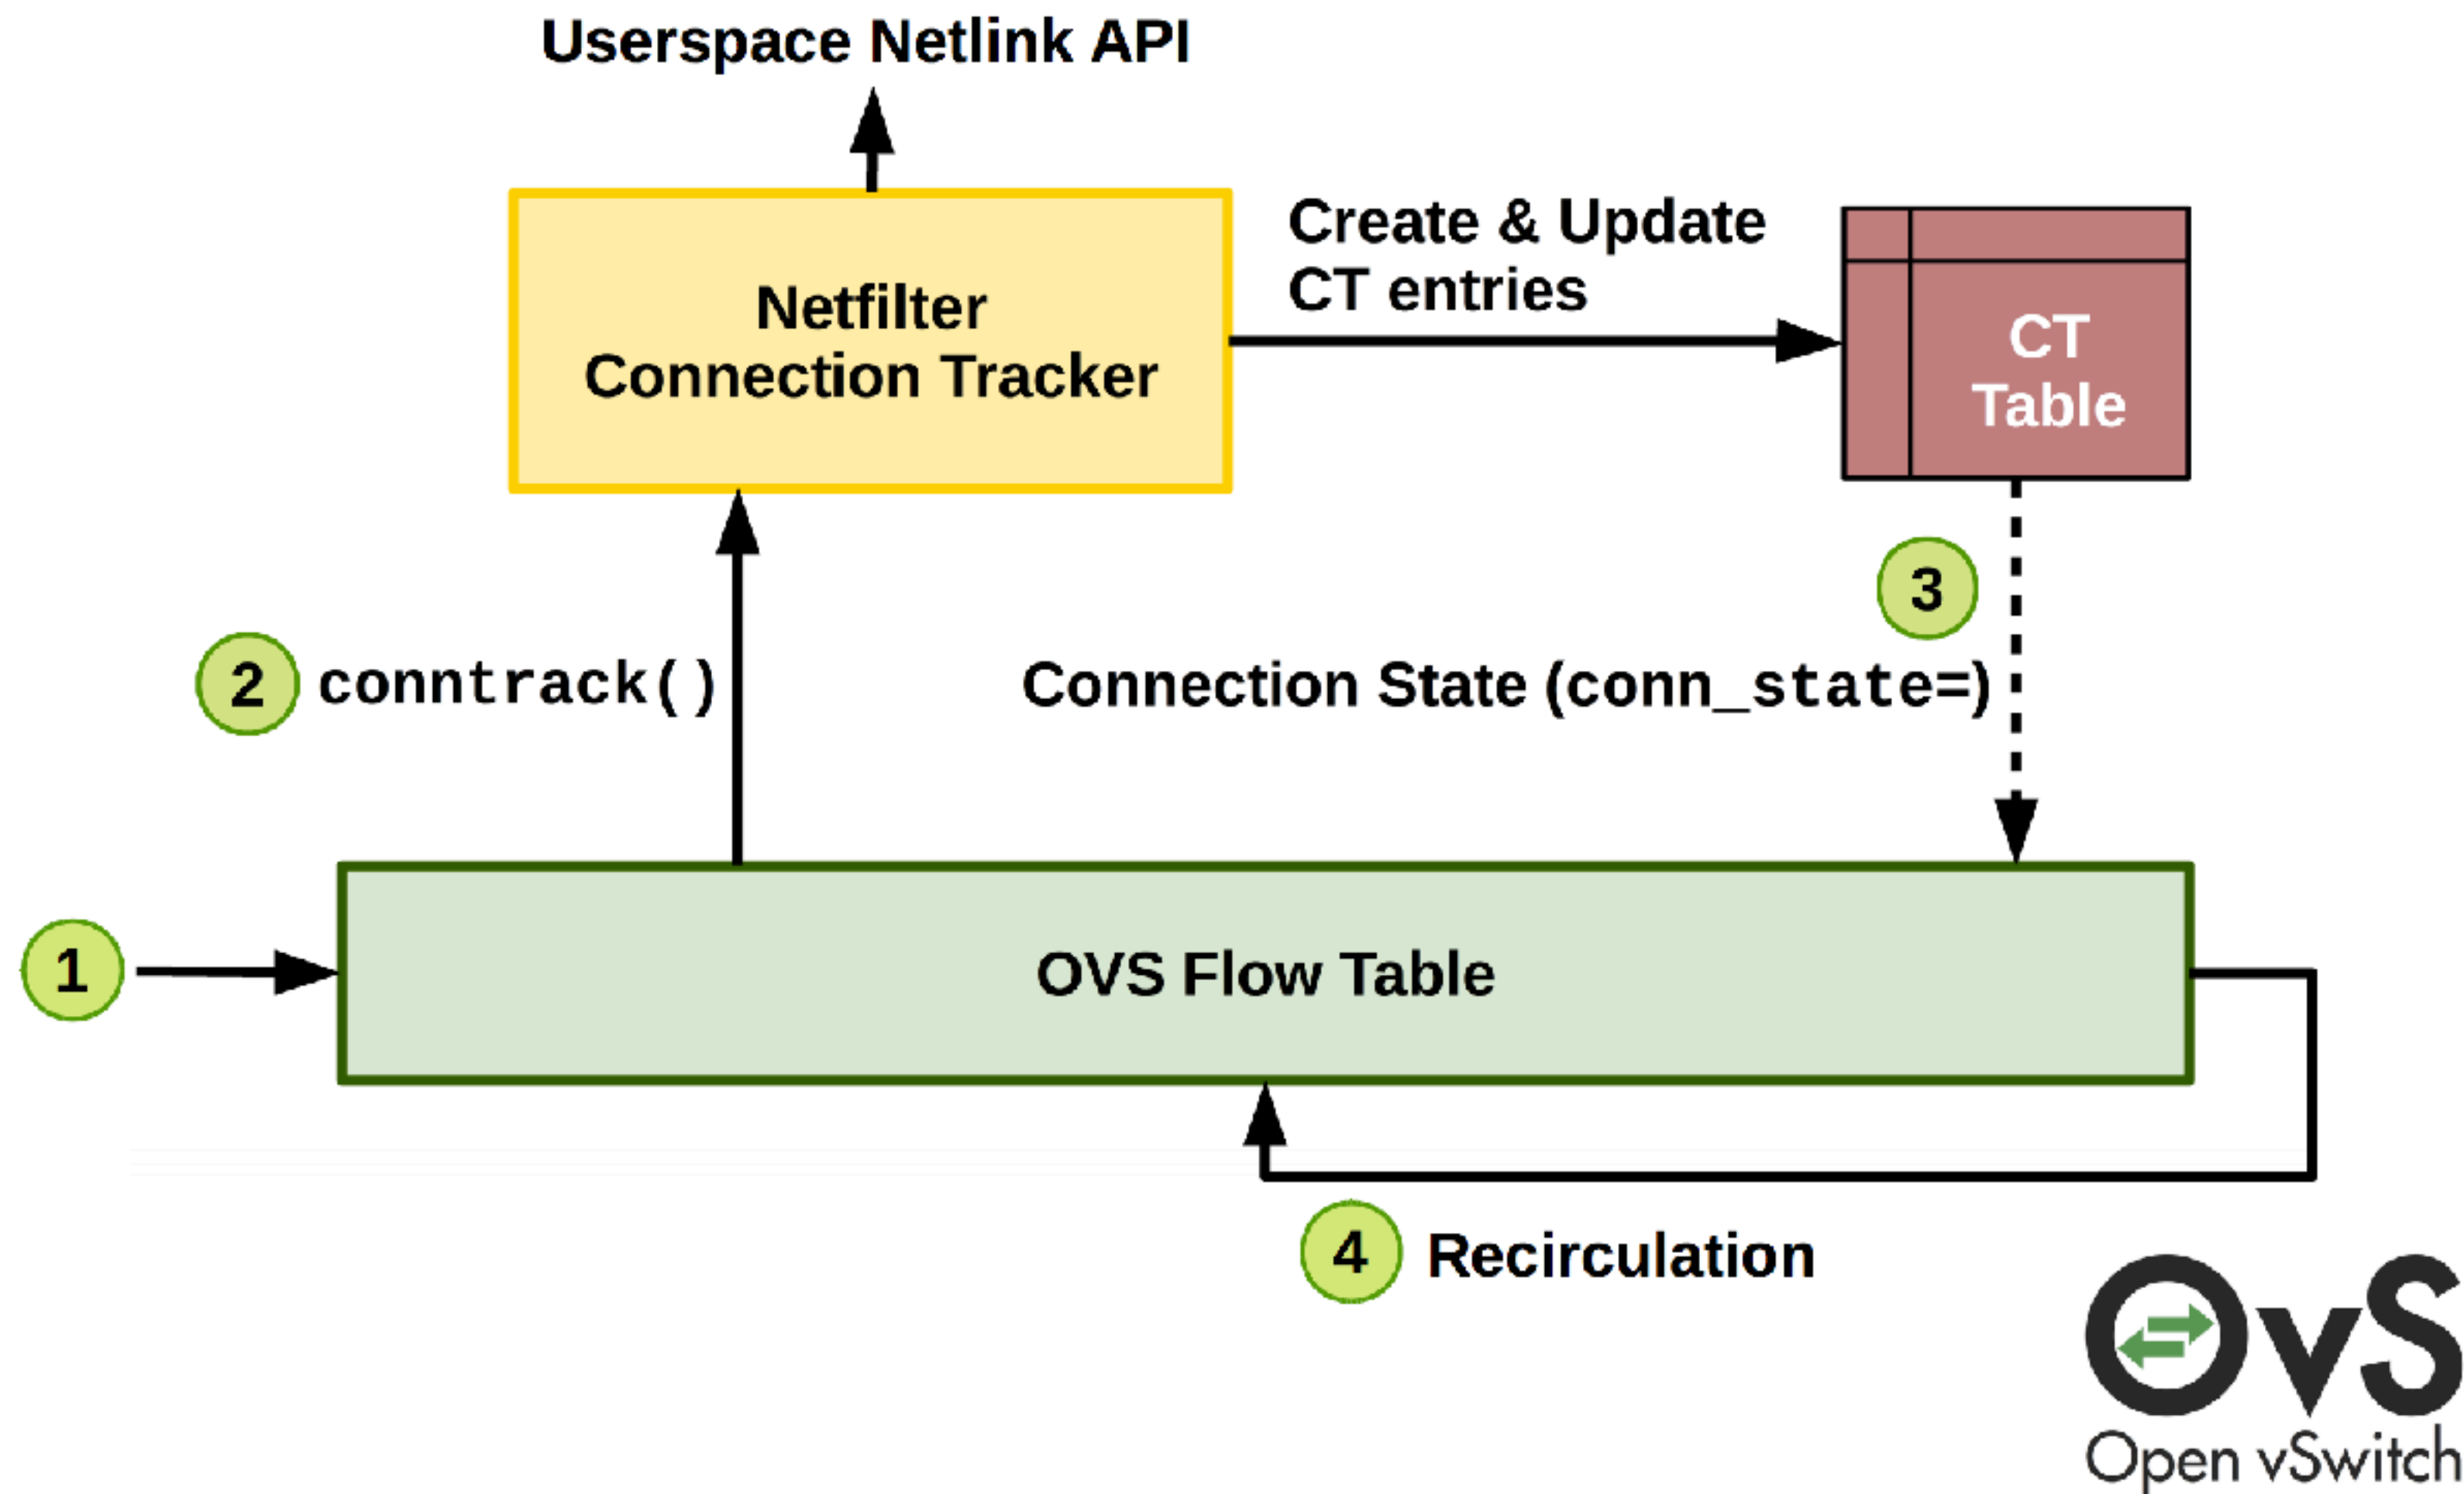 Userspace Netlink API
Netfilter
Connection Tracker
Create & Update
CT entries
CT
Table
3
2 conntrack()
Connection State (conn_state=)
1
OVS Flow Table
4 Recirculation
OvS
Open vSwitch